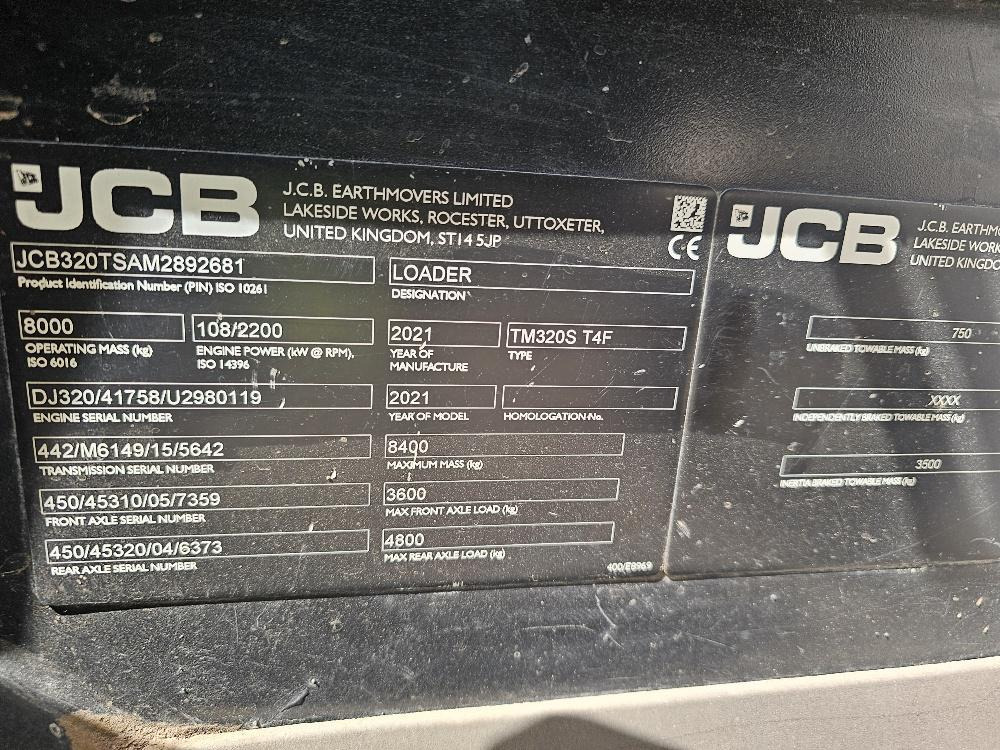 JCB
J.C.B. EARTHMOVERS LIMITED
LAKESIDE WORKS, ROCESTER, UTTOXETER,
UNITED KINGDOM, ST14 5JP
CE
JCB320TSAM2892681
Product Identification Number (PIN) ISO 10261
LOADER
DESIGNATION
8000
OPERATING MASS (kg)
ISO 6016
108/2200
ENGINE POWER (kW @ RPM),
ISO 14396
2021
YEAR OF
MANUFACTURE
TM320S T4F
TYPE
DJ320/41758/U2980119
ENGINE SERIAL NUMBER
2021
YEAR OF MODEL
HOMOLOGATION No.
442/M6149/15/5642
TRANSMISSION SERIAL NUMBER
8400
MAXIMUM MASS (kg)
450/45310/05/7359
FRONT AXLE SERIAL NUMBER
3600
MAX FRONT AXLE LOAD (kg)
450/45320/04/6373
REAR AXLE SERIAL NUMBER
4800
MAX REAR AXLE LOAD (kg)
400/E8969
JCB
J.C.B. EARTHM
LAKESIDE WORK
UNITED KINGDO
750
UNBRAKED TOWABLE MASS (kg)
XXXX
INDEPENDENTLY BRAKED TOWABLE MASS (kg)
3500
INERTIA BRAKED TOWABLE MASS (kg)